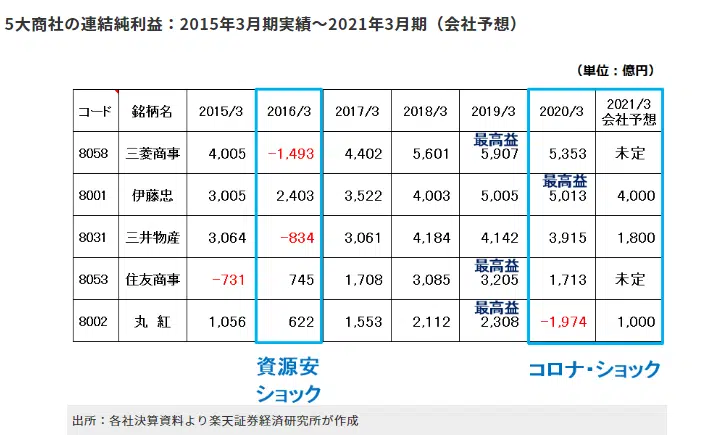 5大商社の連結純利益：2015年3月期実績～2021年3月期（会社予想）
（単位：億円）
コード 銘柄名 2015/3 2016/3 2017/3 2018/3 2019/3 2020/3 2021/3 会社予想
最高益
8058 三菱商事 4,005 -1,493 4,402 5,601 5,907 5,353 未定
最高益
8001 伊藤忠 3,005 2,403 3,522 4,003 5,005 5,013 4,000
8031 三井物産 3,064 -834 3,061 4,184 4,142 3,915 1,800
最高益
8053 住友商事 -731 745 1,708 3,085 3,205 1,713 未定
最高益
8002 丸 紅 1,056 622 1,553 2,112 2,308 -1,974 1,000
資源安 コロナ・ショック
ショック
出所：各社決算資料より楽天証券経済研究所が作成